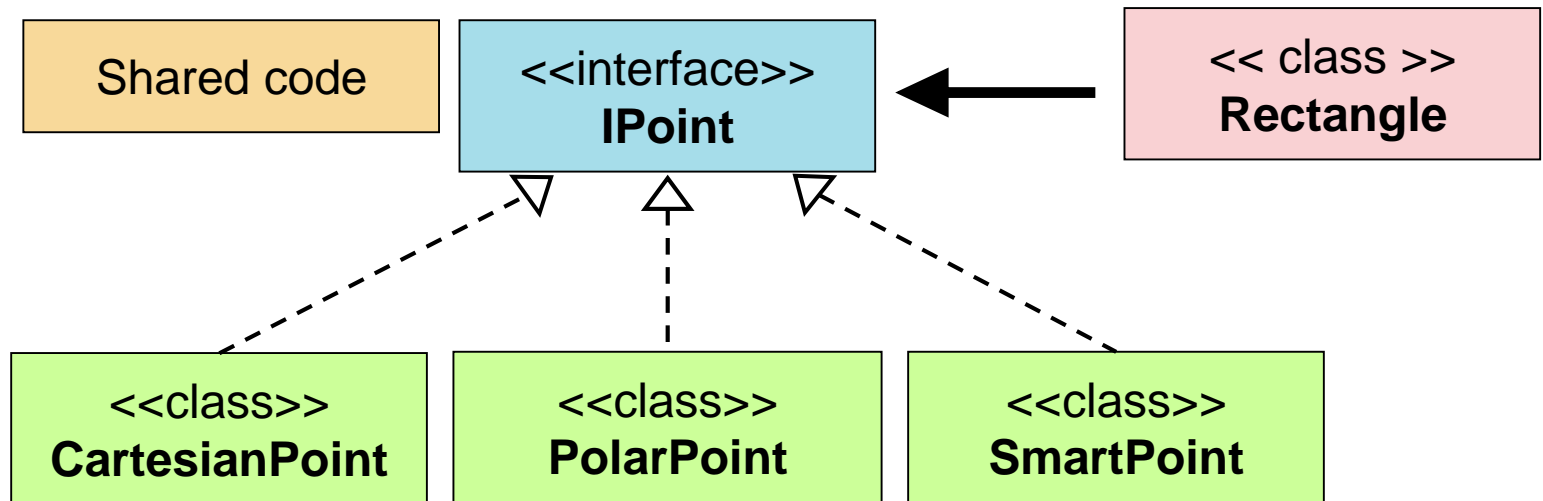 Shared code
<<interface>>
IPoint
<< class >>
Rectangle
<<class>>
CartesianPoint
<<class>>
PolarPoint
<<class>>
SmartPoint